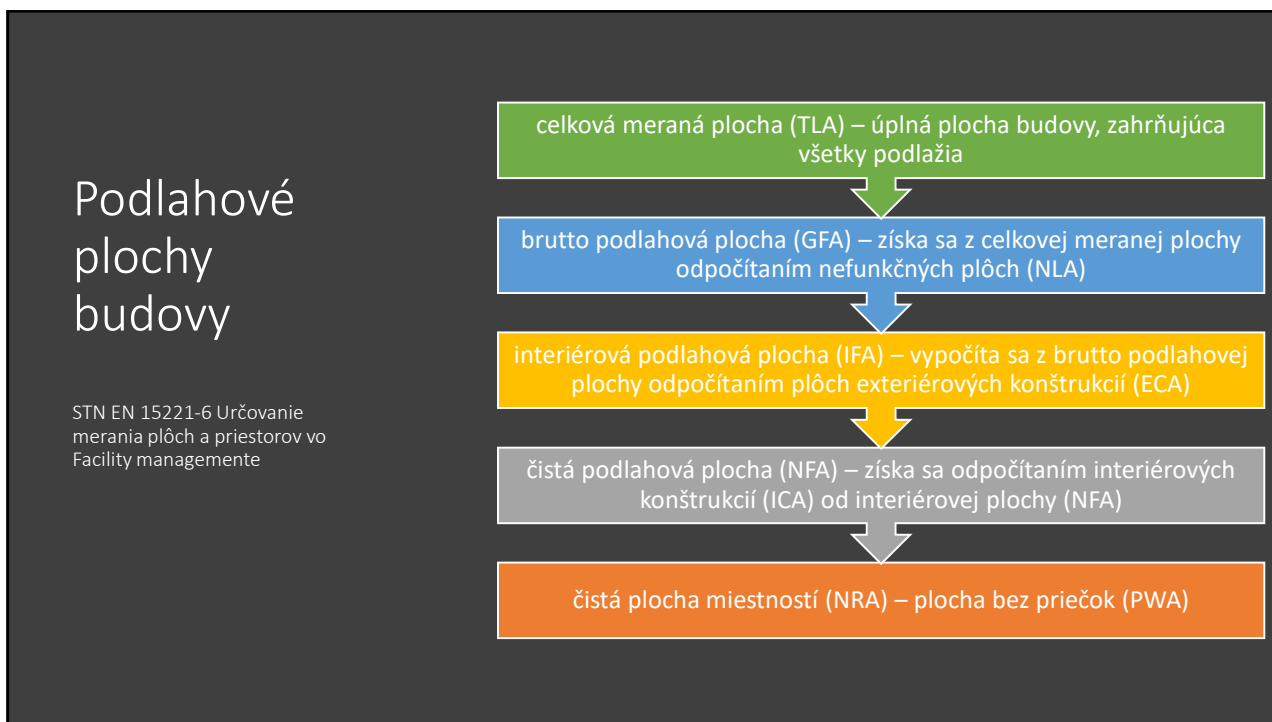 Podlahové
plochy
budovy
STN EN 15221-6 Určovanie
merania plôch a priestorov vo
Facility managemente
celková meraná plocha (TLA) – úplná plocha budovy, zahrňujúca
všetky podlažia
brutto podlahová plocha (GFA) – získa sa z celkovej meranej plochy
odpočítaním nefunkčných plôch (NLA)
interiérová podlahová plocha (IFA) – vypočíta sa z brutto podlahovej
plochy odpočítaním plôch exteriérových konštrukcií (ECA)
čistá podlahová plocha (NFA) – získa sa odpočítaním interiérových
konštrukcií (ICA) od interiérovej plochy (NFA)
čistá plocha miestností (NRA) – plocha bez priečok (PWA)